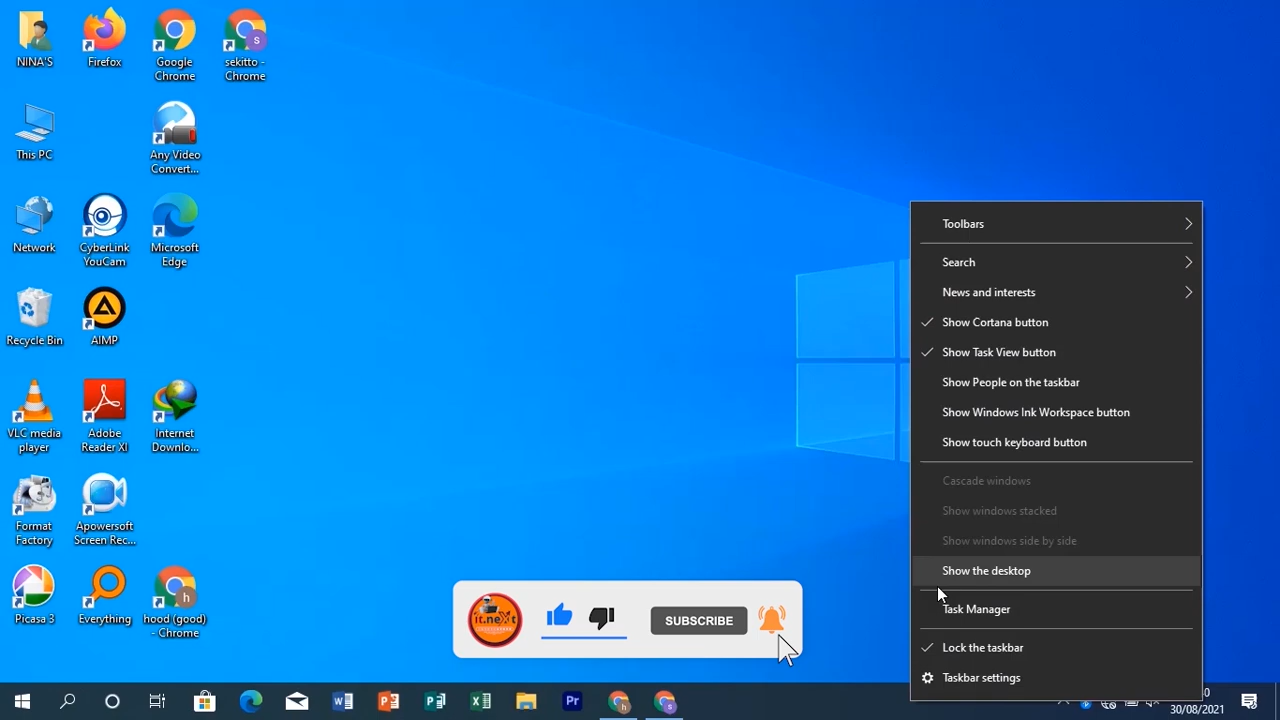 NINA'S
Firefox
Google
Chrome
sekitto -
Chrome
s
This PC
Any Video
Convert...
Network
CyberLink
YouCam
Microsoft
Edge
Recycle Bin
AIMP
VLC media
player
Adobe
Reader XI
Internet
Downlo...
Format
Factory
Apowersoft
Screen Rec...
Picasa 3
Everything
hood (good)
- Chrome
h
Toolbars
Search
News and interests
Show Cortana button
Show Task View button
Show People on the taskbar
Show Windows Ink Workspace button
Show touch keyboard button
Cascade windows
Show windows stacked
Show windows side by side
Show the desktop
Task Manager
Lock the taskbar
Taskbar settings
it.neXt
SUBSCRIBE
W
P
P
X
Pr
h
s
0
30/08/2021